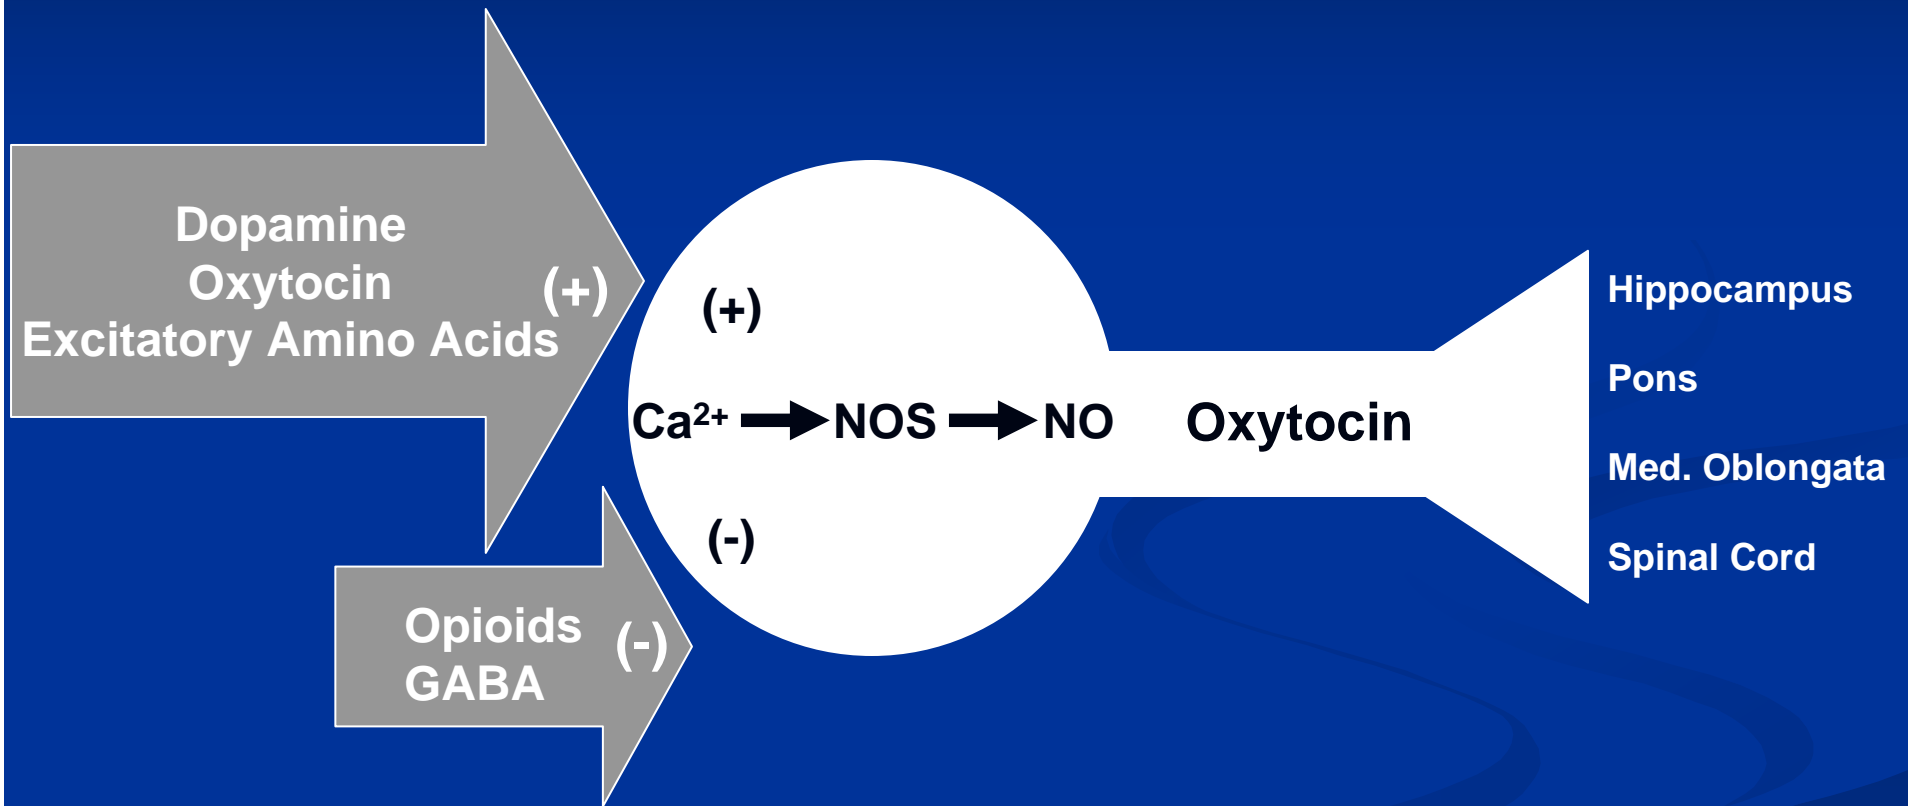 Dopamine
Oxytocin
Excitatory Amino Acids
(+)
(+)
Ca²⁺ NOS NO Oxytocin
(-)
Opioids
GABA
(-)
Hippocampus
Pons
Med. Oblongata
Spinal Cord